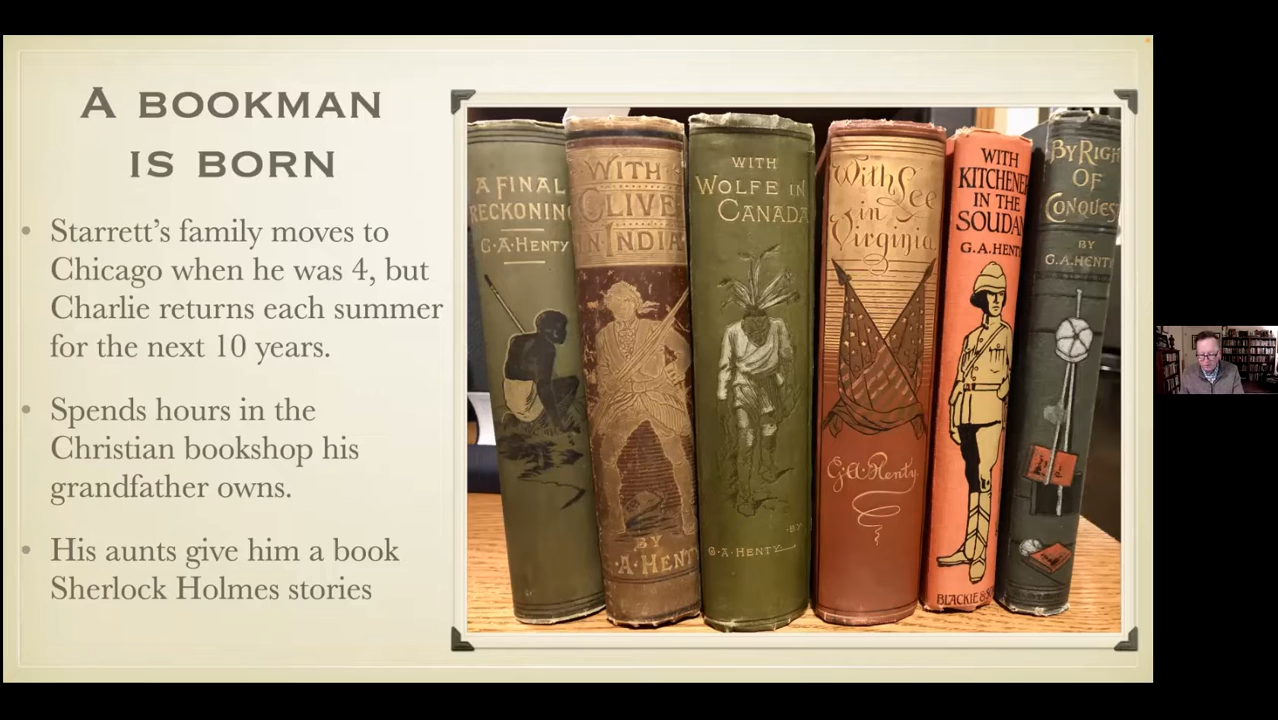 A BOOKMAN
IS BORN
• Starrett's family moves to
Chicago when he was 4, but
Charlie returns each summer
for the next 10 years.
• Spends hours in the
Christian bookshop his
grandfather owns.
• His aunts give him a book
Sherlock Holmes stories
A FINAL
RECKONING
G·A·HENTY
WITH
CLIVE
IN INDIA
BY
G·A·HENTY
WITH
WOLFE IN
CANADA
BY
G·A·HENTY
With Lee
in
Virginia
G.A. Henty.
WITH
KITCHENER
IN THE
SOUDAN
G.A. HENTY
BLACKIE &
BY RIGHT
OF
CONQUEST
BY
G.A. HENTY